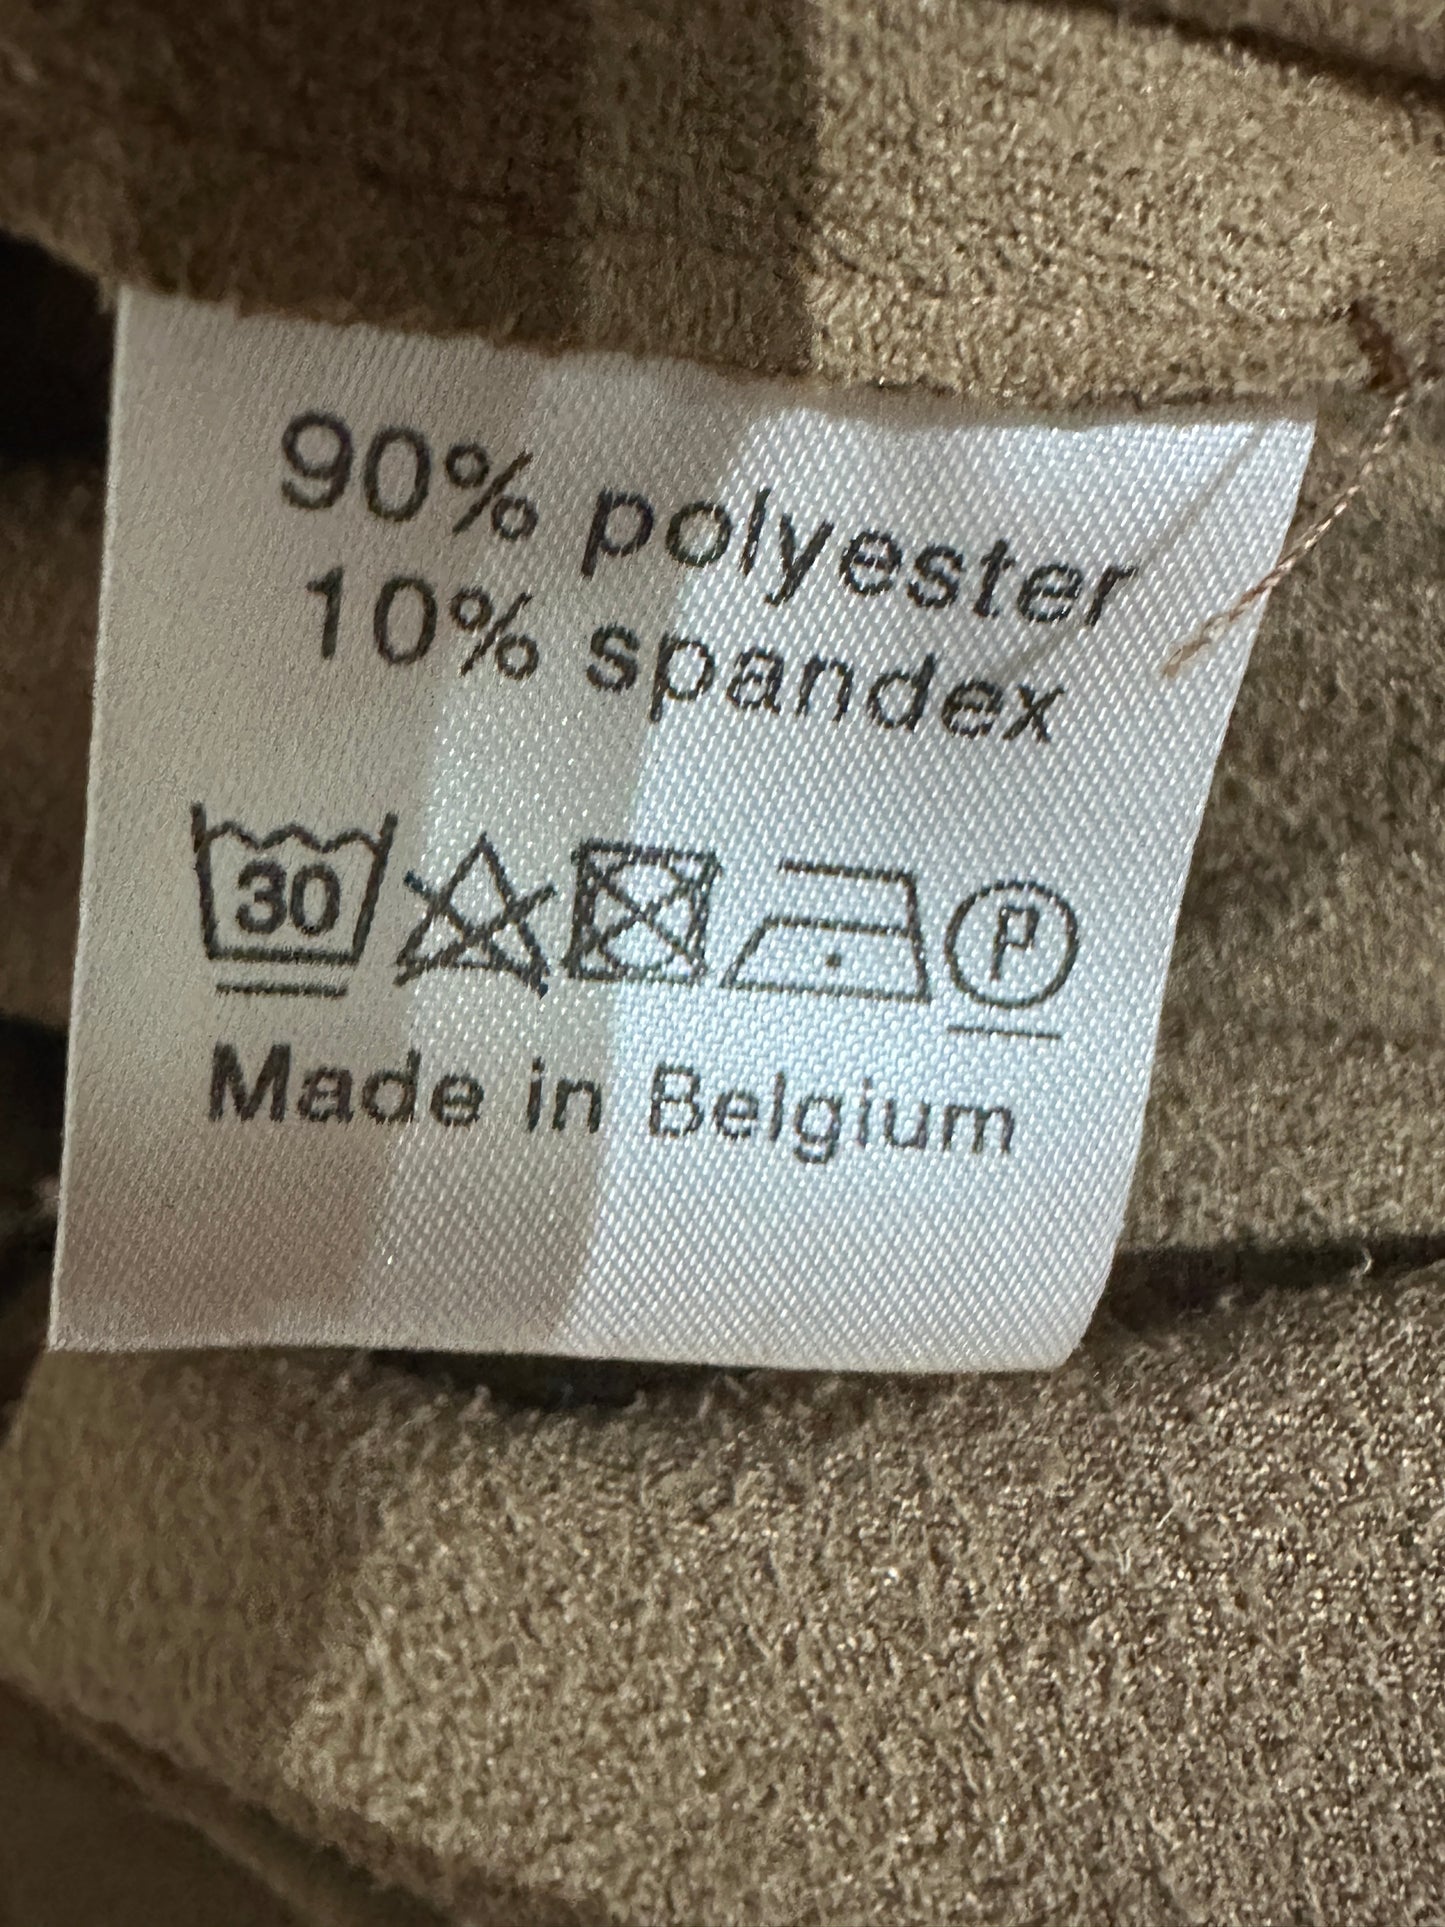 90% polyester
10% spandex
30 P
Made in Belgium